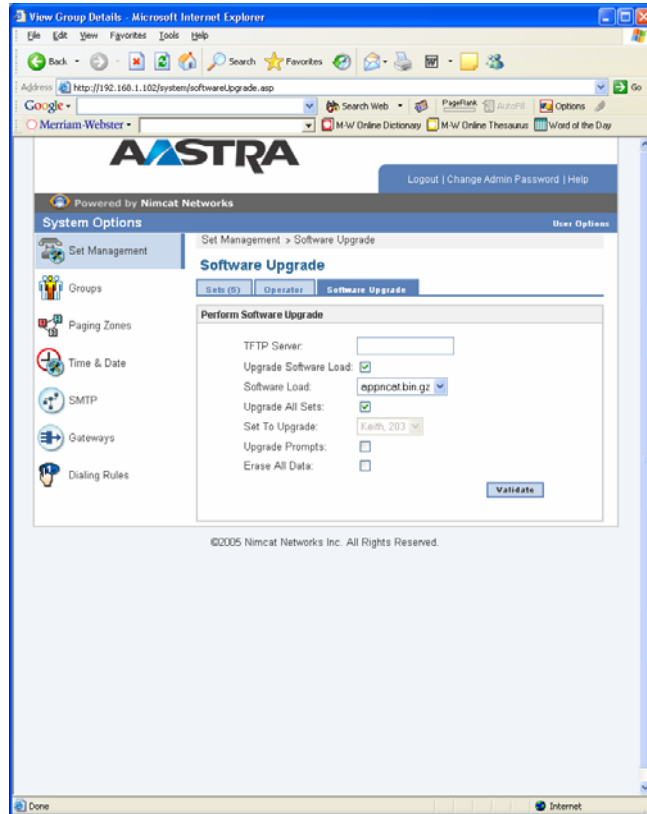 View Group Details - Microsoft Internet Explorer
File Edit View Favorites Tools Help
Back Search Favorites
Address http://192.168.1.102/system/softwareUpgrade.asp Go
Google Search Web PageRank AutoFill Options
Merriam-Webster M-W Online Dictionary M-W Online Thesaurus Word of the Day
AASTRA
Logout | Change Admin Password | Help
Powered by Nimcat Networks
System Options User Options
Set Management
Groups
Paging Zones
Time & Date
SMTP
Gateways
Dialing Rules
Set Management > Software Upgrade
Software Upgrade
Sets (5) Operator Software Upgrade
Perform Software Upgrade
TFTP Server:
Upgrade Software Load:
Software Load: appncat.bin.gz
Upgrade All Sets:
Set To Upgrade: Keith, 203
Upgrade Prompts:
Erase All Data:
Validate
©2005 Nimcat Networks Inc. All Rights Reserved.
Done Internet